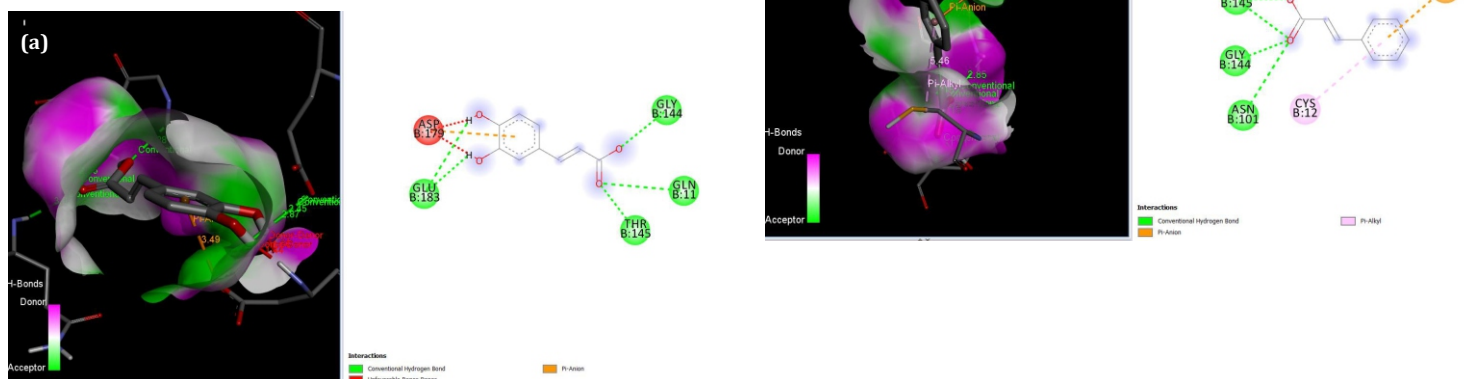 (a)
3.49
H-Bonds
Donor
Acceptor
ASP
B:179
H
H
O
O
GLU
B:183
GLY
B:144
O
O
GLN
B:11
THR
B:145
Interactions
Conventional Hydrogen Bond
Pi-Anion
Pi-Anion
5.46
Pi-Alkyl
2.85
H-Bonds
Donor
Acceptor
B:145
GLY
B:144
ASN
B:101
CYS
B:12
O
Interactions
Conventional Hydrogen Bond
Pi-Alkyl
Pi-Anion